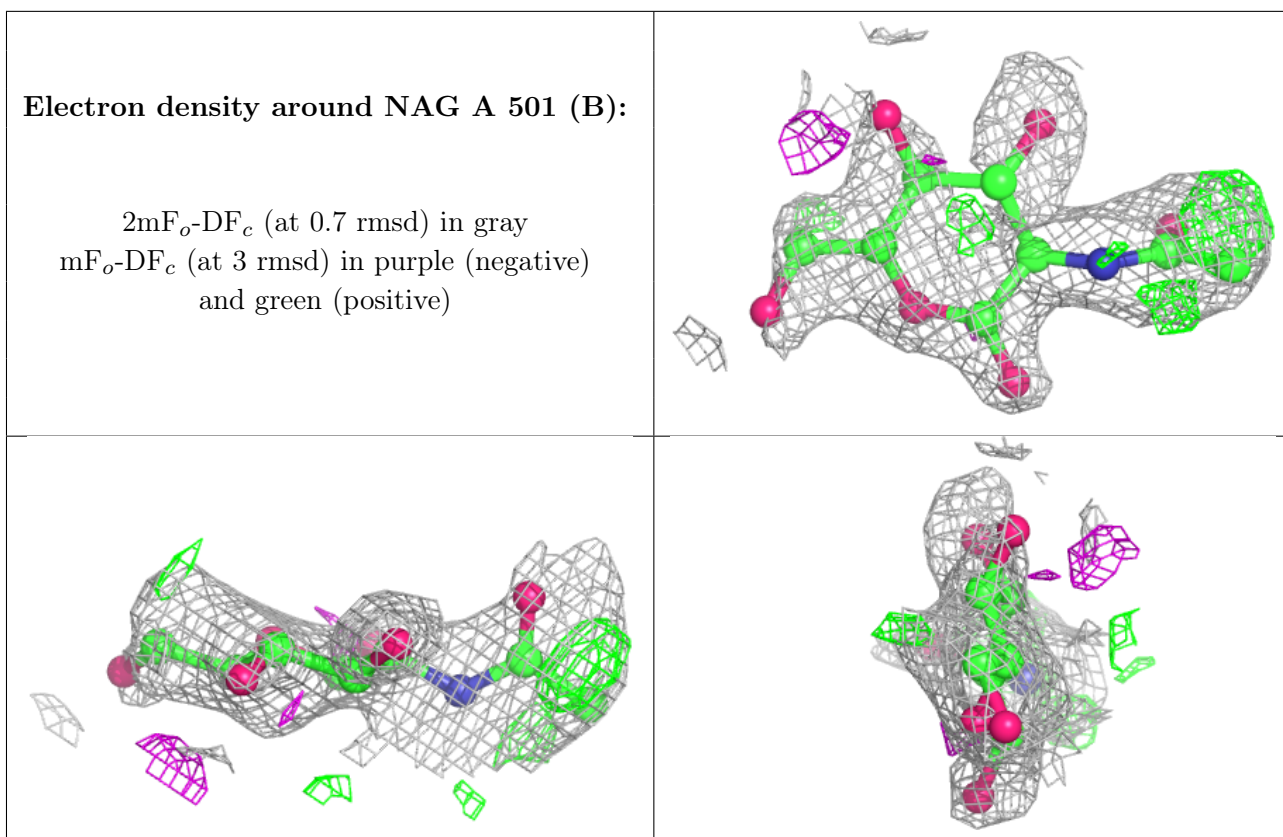 Electron density around NAG A 501 (B):
2mFo-DFc (at 0.7 rmsd) in gray
mFo-DFc (at 3 rmsd) in purple (negative)
and green (positive)